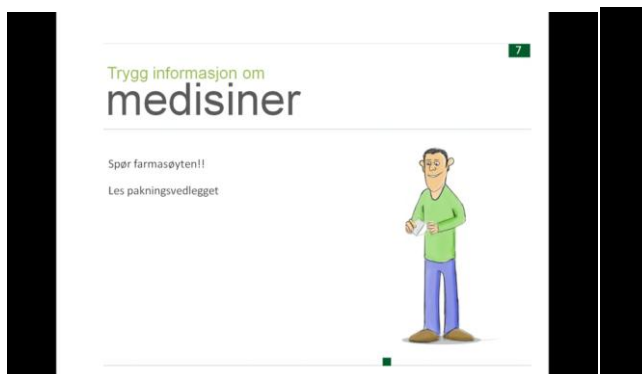 7
Trygg informasjon om
medisiner
Spør farmasøyten!!
Les pakningsvedlegget